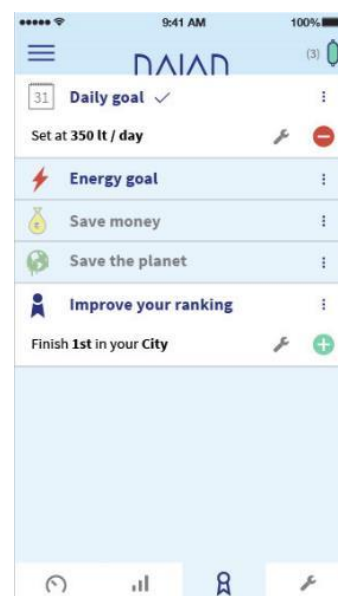 9:41 AM 100%
DAIAD (3)
31 Daily goal
Set at 350 lt / day
Energy goal
Save money
Save the planet
Improve your ranking
Finish 1st in your City